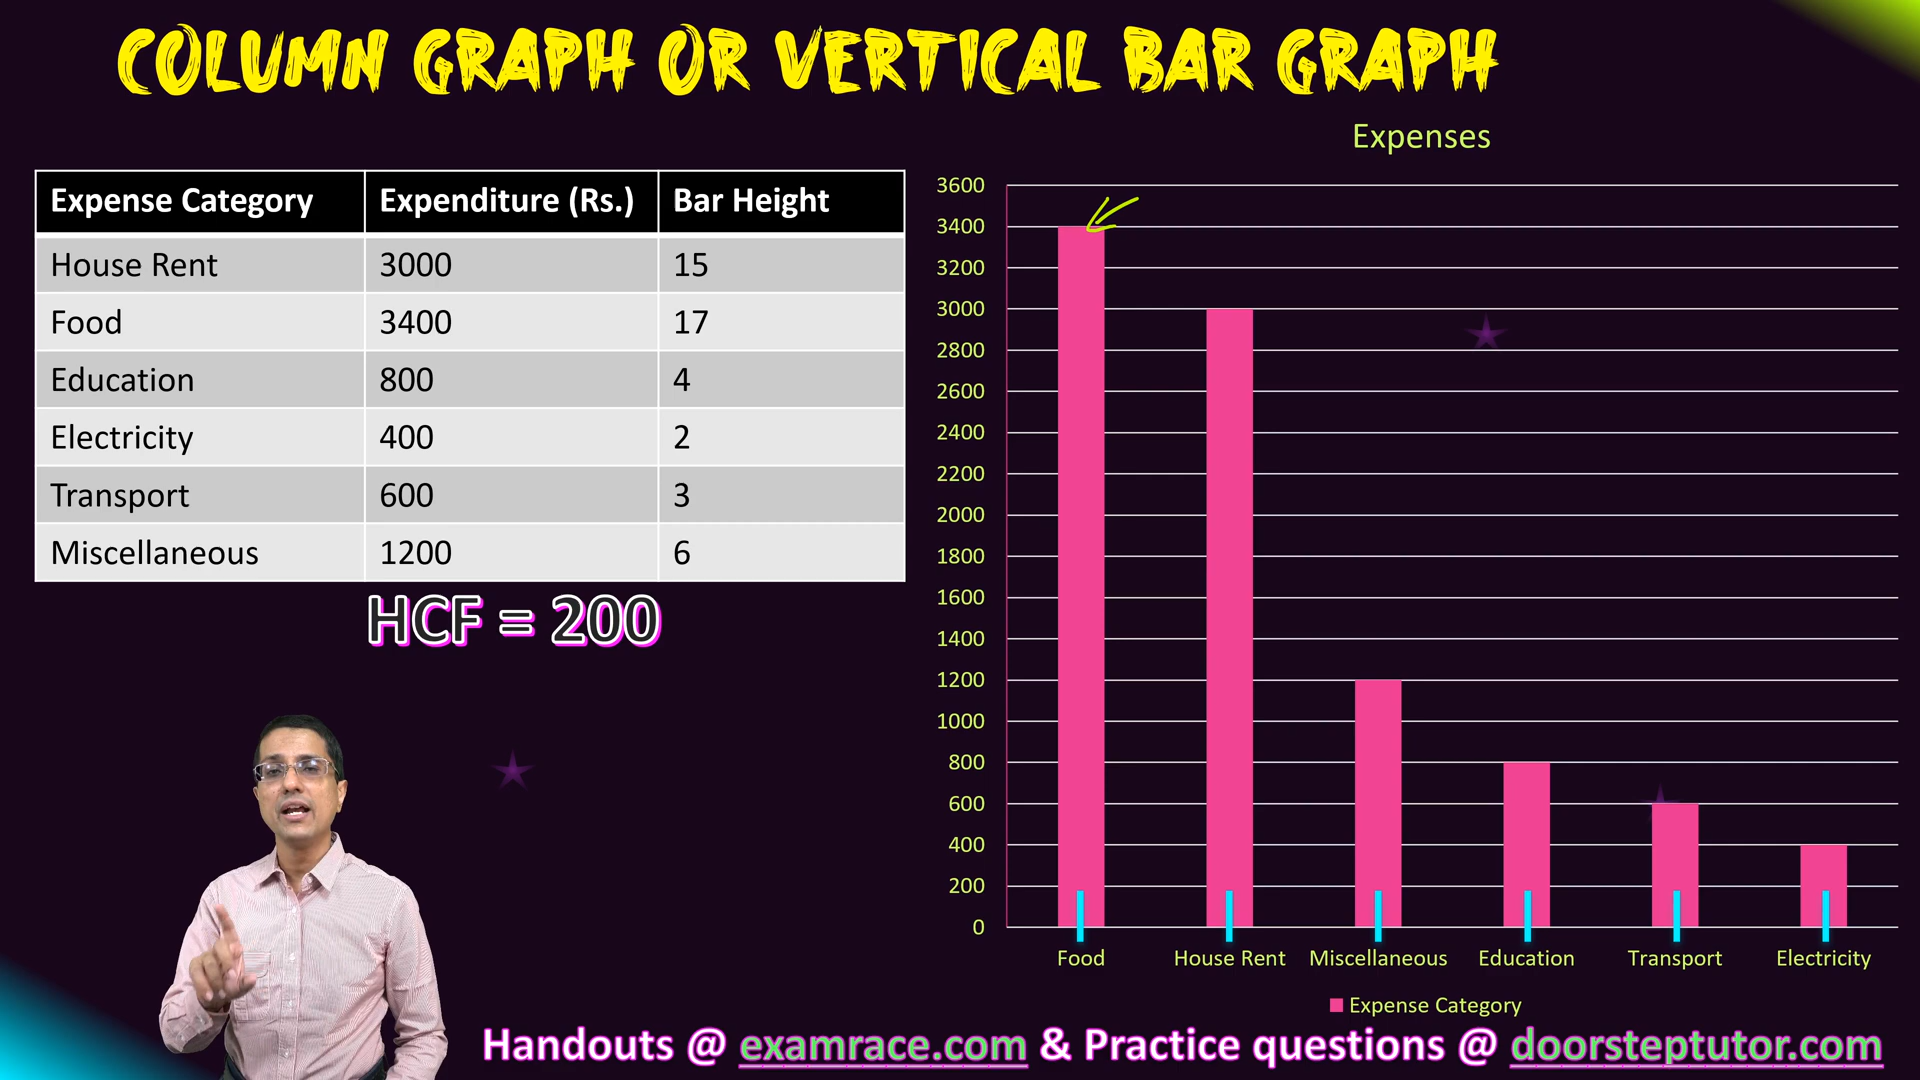 COLUMN GRAPH OR VERTICAL BAR GRAPH
Expense Category Expenditure (Rs.) Bar Height
House Rent 3000 15
Food 3400 17
Education 800 4
Electricity 400 2
Transport 600 3
Miscellaneous 1200 6
HCF = 200
Expenses
3600
3400
3200
3000
2800
2600
2400
2200
2000
1800
1600
1400
1200
1000
800
600
400
200
0
Food House Rent Miscellaneous Education Transport Electricity
Expense Category
Handouts @ examrace.com & Practice questions @ doorsteptutor.com